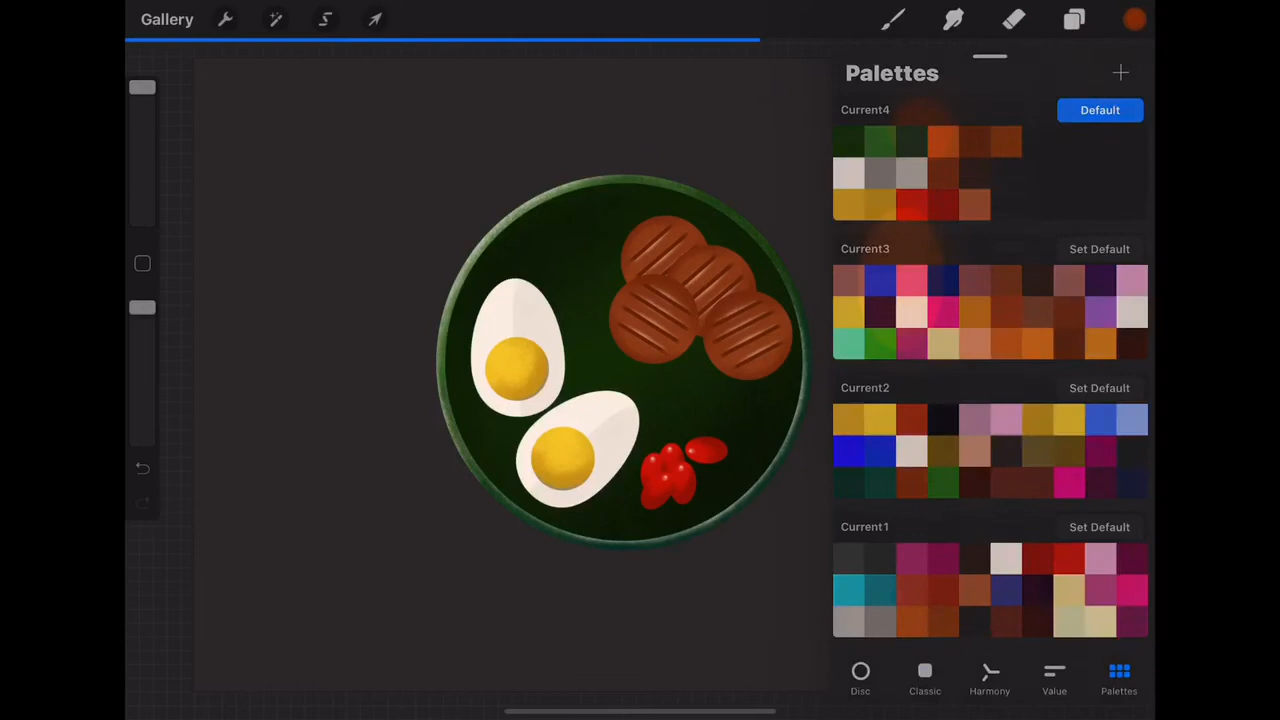 Gallery
Palettes
Current4
Default
Current3
Set Default
Current2
Set Default
Current1
Set Default
Disc
Classic
Harmony
Value
Palettes